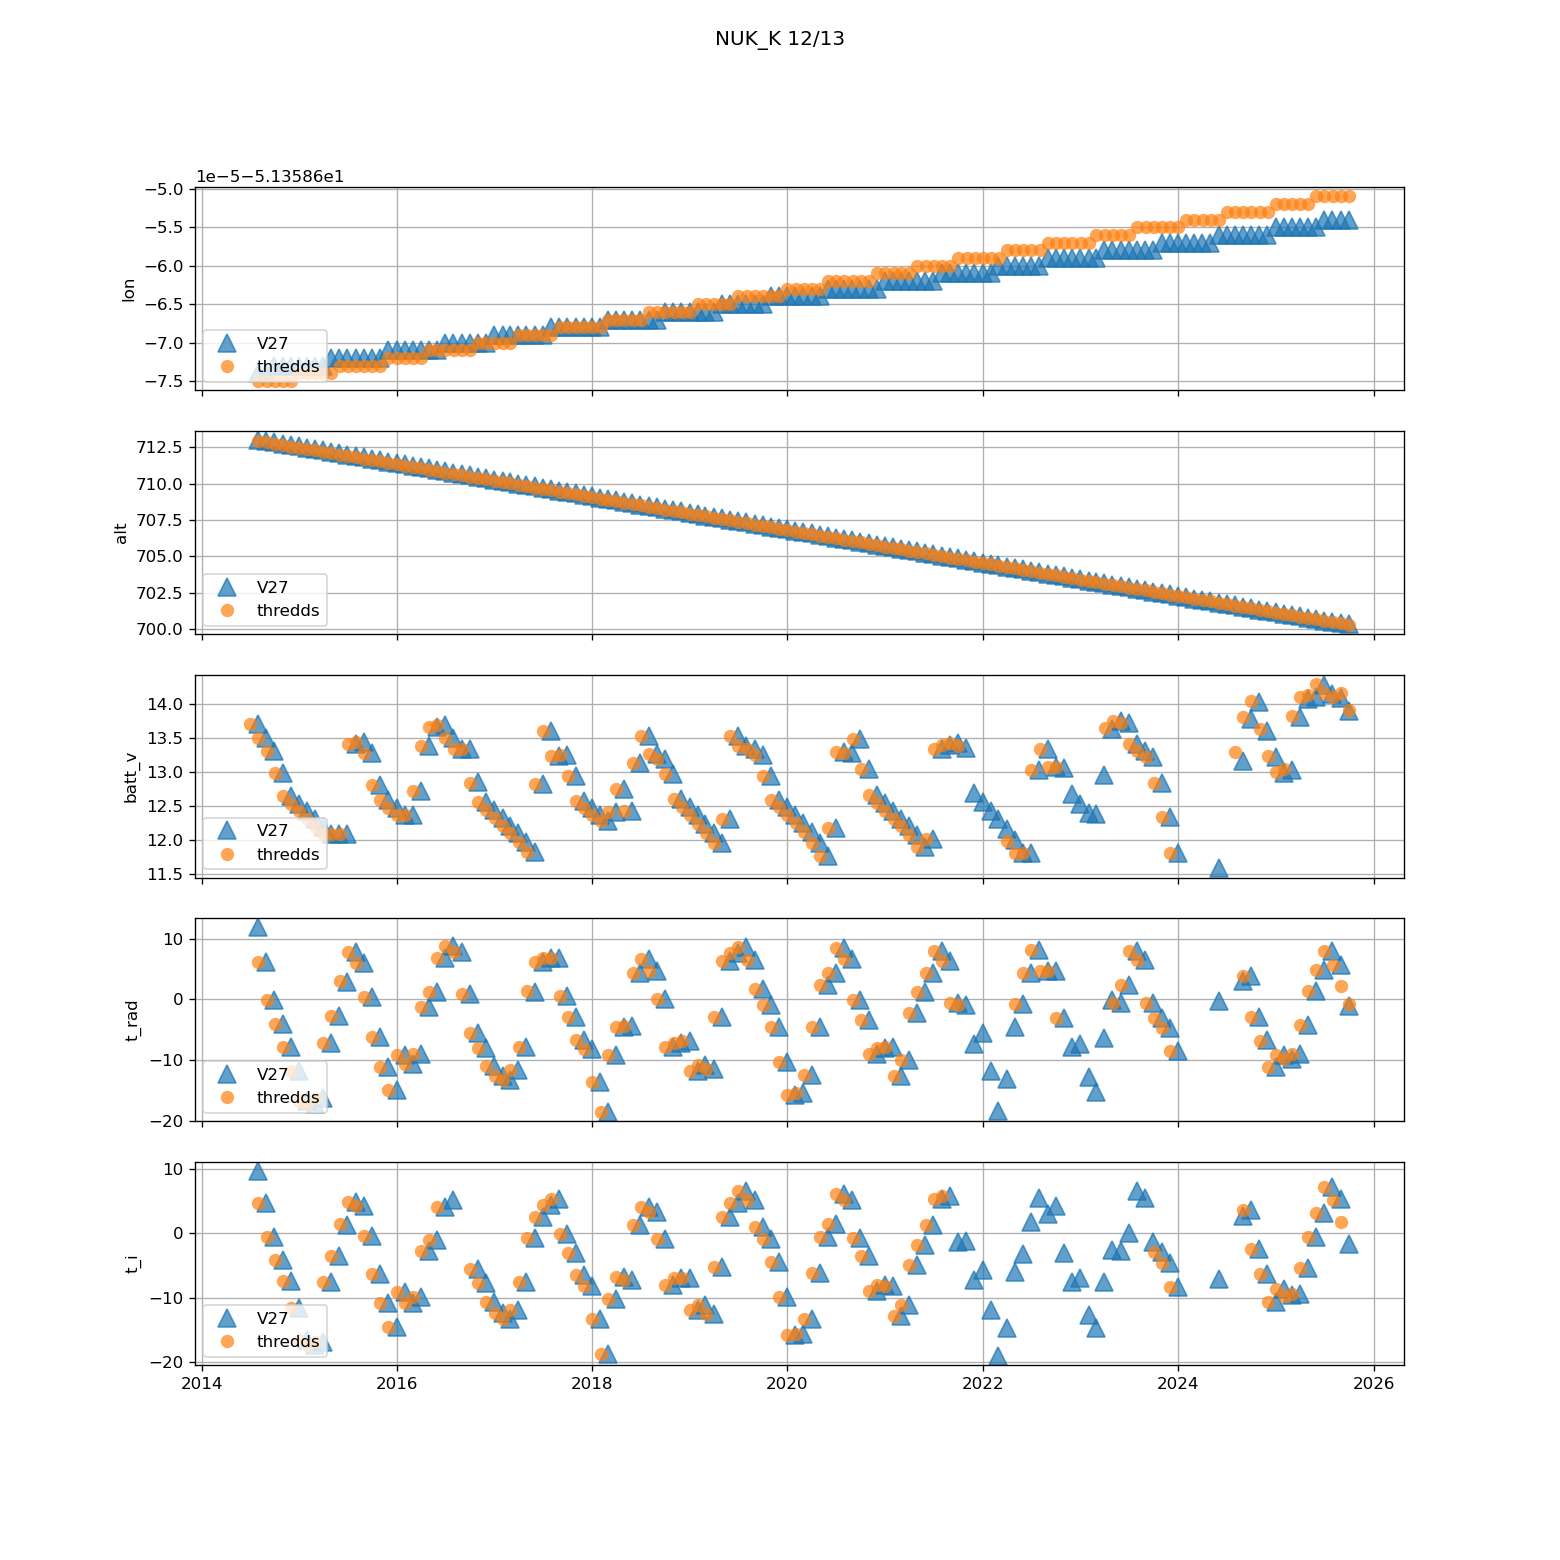 NUK_K 12/13
1e−5−5.13586e1
−5.0
−5.5
−6.0
−6.5
−7.0
−7.5
lon
V27
thredds
712.5
710.0
707.5
705.0
702.5
700.0
alt
V27
thredds
14.0
13.5
13.0
12.5
12.0
11.5
batt_v
V27
thredds
10
0
−10
−20
t_rad
V27
thredds
10
0
−10
−20
t_i
V27
thredds
2014 2016 2018 2020 2022 2024 2026